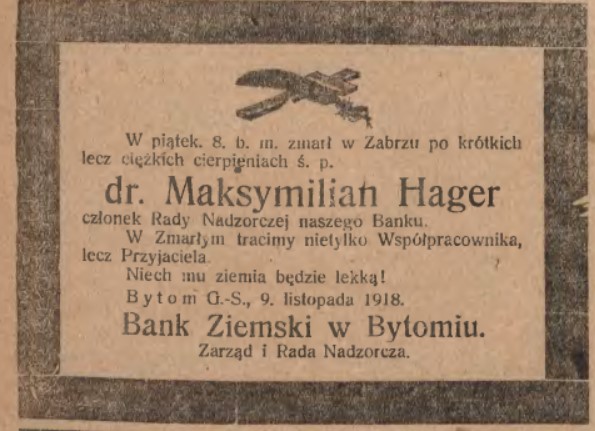 W piątek. 8. b. m. zmarł w Zabrzu po krótkich
lecz ciężkich cierpieniach ś. p.
dr. Maksymilian Hager
członek Rady Nadzorczej naszego Banku.
W Zmarłym tracimy nietylko Współpracownika,
lecz Przyjaciela.
Niech mu ziemia będzie lekką!
Bytom G.-S., 9. listopada 1918.
Bank Ziemski w Bytomiu.
Zarząd i Rada Nadzorcza.